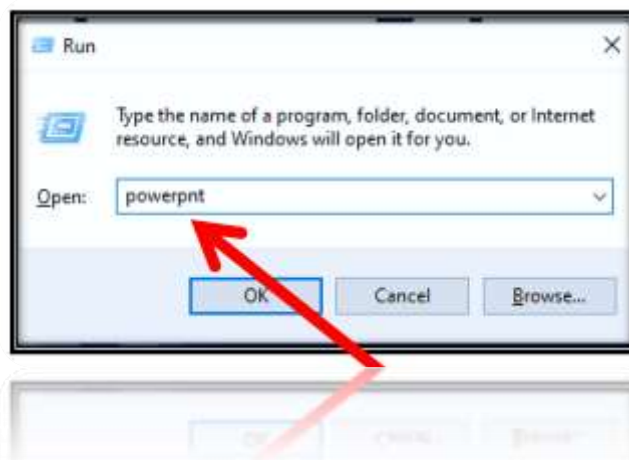 Run
Type the name of a program, folder, document, or Internet
resource, and Windows will open it for you.
Open: powerpnt
OK Cancel Browse...